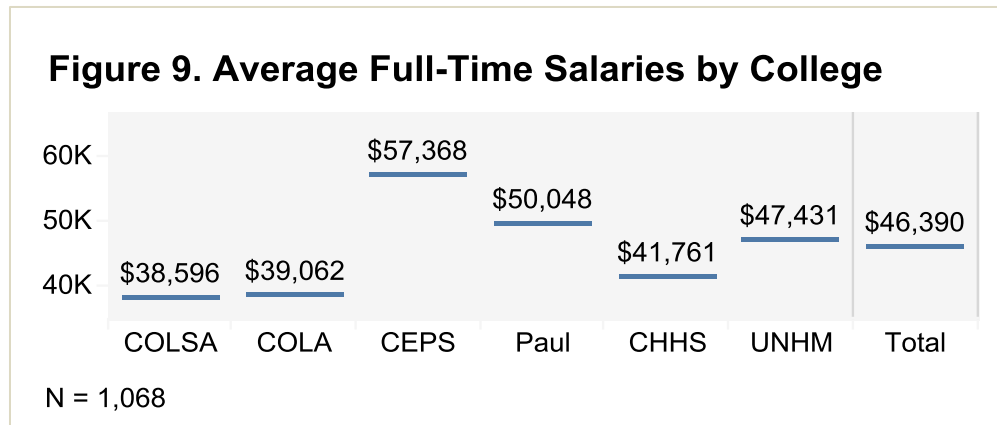 Figure 9. Average Full-Time Salaries by College
60K
50K
40K
$38,596
$39,062
$57,368
$50,048
$41,761
$47,431
$46,390
COLSA COLA CEPS Paul CHHS UNHM Total
N = 1,068